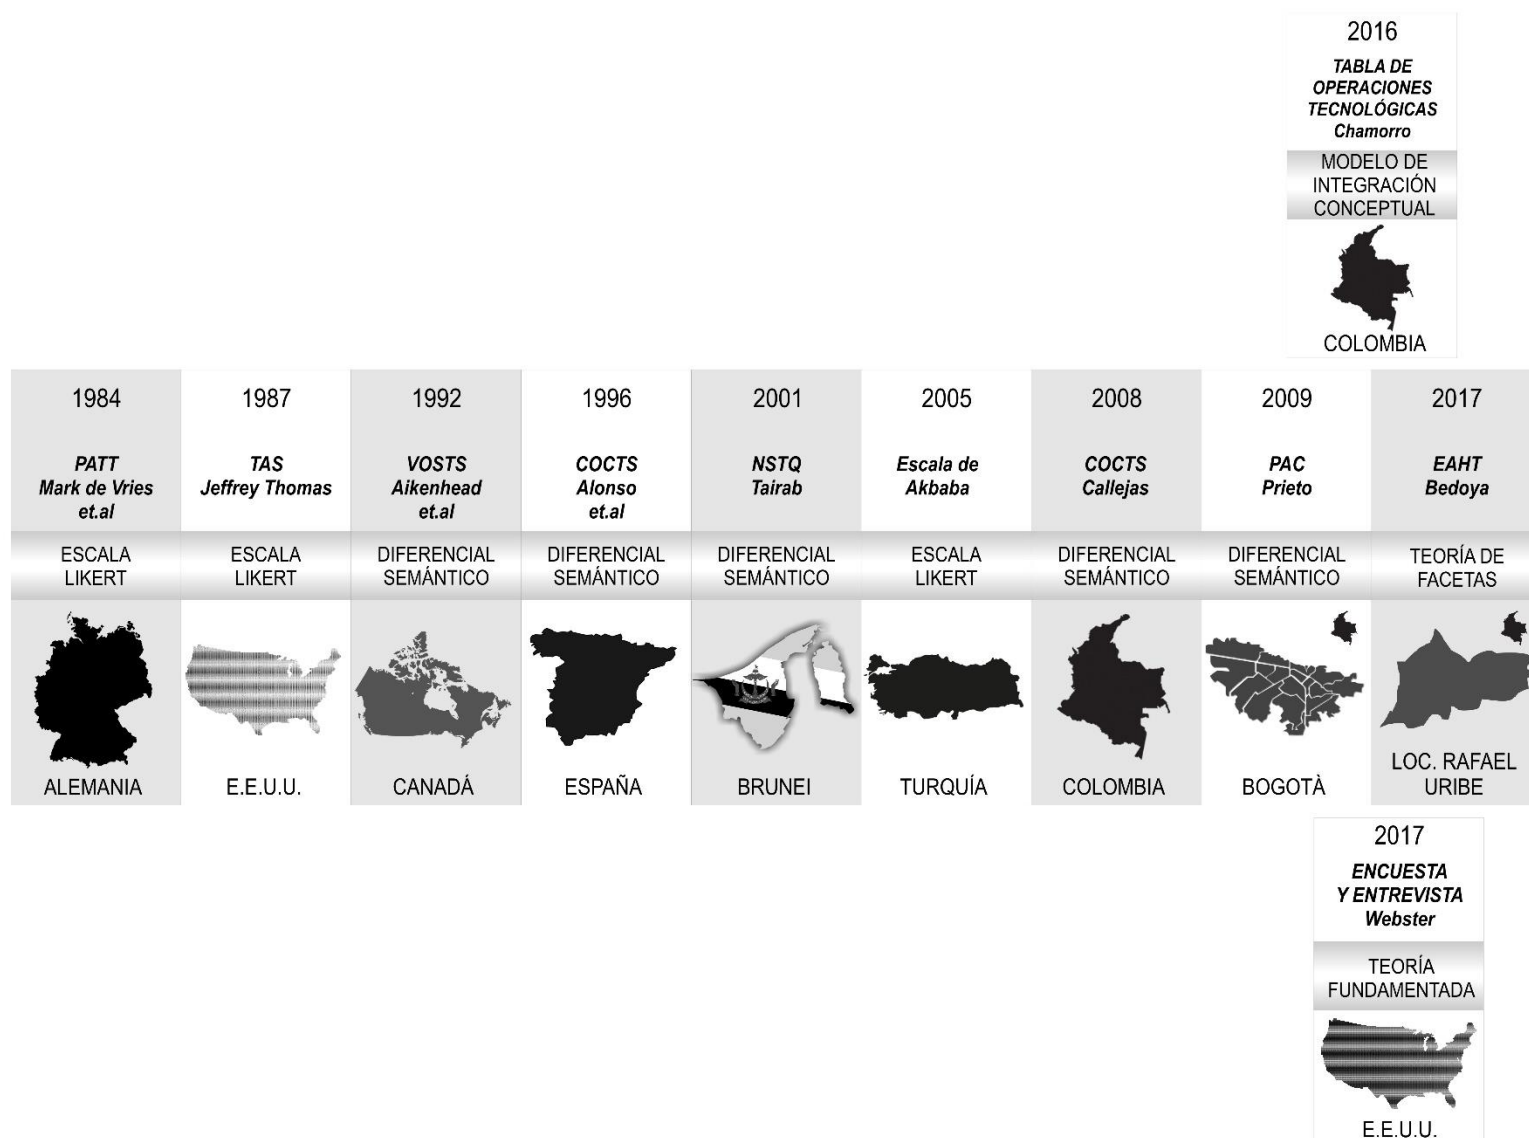 2016
TABLA DE
OPERACIONES
TECNOLÓGICAS
Chamorro
MODELO DE
INTEGRACIÓN
CONCEPTUAL
COLOMBIA
1984
PATT
Mark de Vries
et.al
ESCALA
LIKERT
ALEMANIA
1987
TAS
Jeffrey Thomas
ESCALA
LIKERT
E.E.U.U.
1992
VOSTS
Aikenhead
et.al
DIFERENCIAL
SEMÁNTICO
CANADÁ
1996
COCTS
Alonso
et.al
DIFERENCIAL
SEMÁNTICO
ESPAÑA
2001
NSTQ
Tairab
DIFERENCIAL
SEMÁNTICO
BRUNEI
2005
Escala de
Akbaba
ESCALA
LIKERT
TURQUÍA
2008
COCTS
Callejas
DIFERENCIAL
SEMÁNTICO
COLOMBIA
2009
PAC
Prieto
DIFERENCIAL
SEMÁNTICO
BOGOTÀ
2017
EAHT
Bedoya
TEORÍA DE
FACETAS
LOC. RAFAEL
URIBE
2017
ENCUESTA
Y ENTREVISTA
Webster
TEORÍA
FUNDAMENTADA
E.E.U.U.